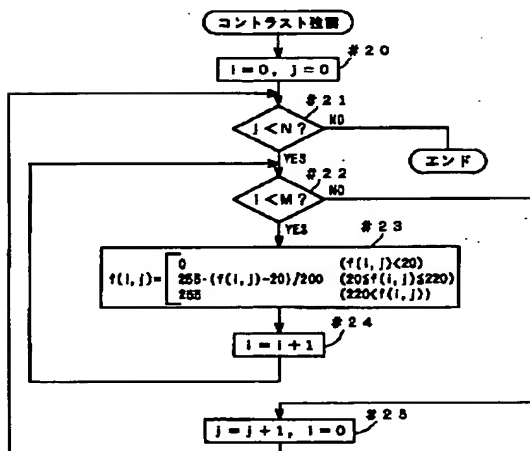 コントラスト強調
#20
i=0, j=0
#21
j<N?
NO
YES
エンド
#22
i<M?
NO
YES
#23
f(i,j)=
0 (f(i,j)<20)
255·(f(i,j)-20)/200 (20≦f(i,j)≦220)
255 (220<f(i,j))
#24
i=i+1
#25
j=j+1, i=0